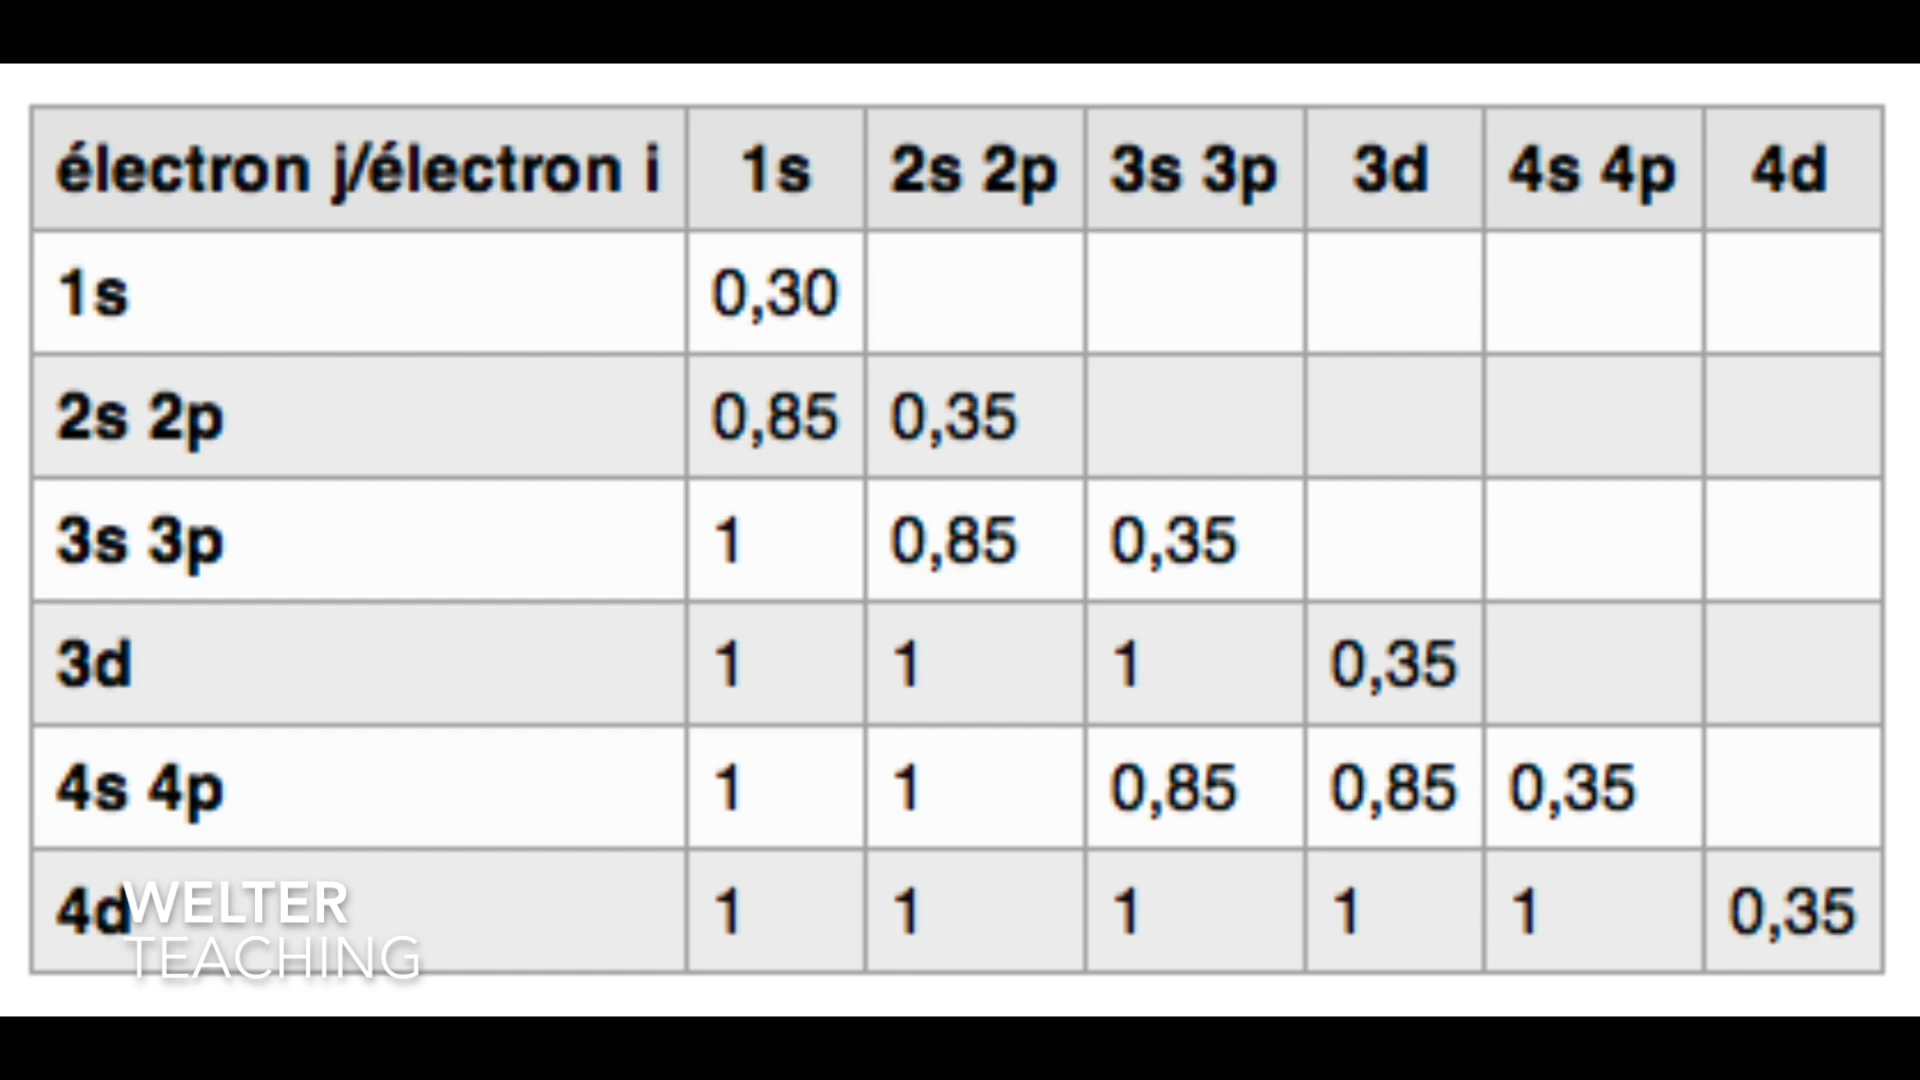 électron j/électron i 1s 2s 2p 3s 3p 3d 4s 4p 4d
1s 0,30
2s 2p 0,85 0,35
3s 3p 1 0,85 0,35
3d 1 1 1 0,35
4s 4p 1 1 0,85 0,85 0,35
4d 1 1 1 1 1 0,35
WELTER
TEACHING